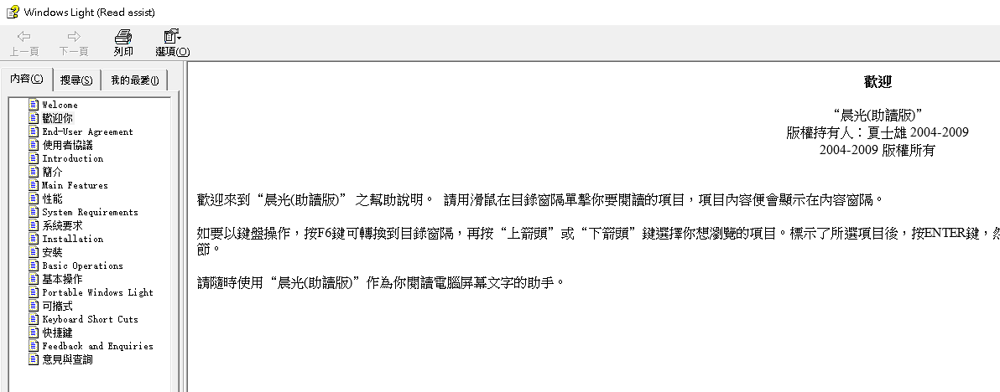 Windows Light (Read assist)
上一頁 下一頁 列印 選項(O)
內容(C) 搜尋(S) 我的最愛(I)
Welcome
歡迎你
End-User Agreement
使用者協議
Introduction
簡介
Main Features
性能
System Requirements
系統要求
Installation
安裝
Basic Operations
基本操作
Portable Windows Light
可攜式
Keyboard Short Cuts
快捷鍵
Feedback and Enquiries
意見與查詢
歡迎
“晨光(助讀版)”
版權持有人：夏士雄 2004-2009
2004-2009 版權所有
歡迎來到“晨光(助讀版)” 之幫助說明。 請用滑鼠在目錄窗隔單擊你要閱讀的項目，項目內容便會顯示在內容窗隔。
如要以鍵盤操作，按F6鍵可轉換到目錄窗隔，再按“上箭頭”或“下箭頭”鍵選擇你想瀏覽的項目。標示了所選項目後，按ENTER鍵，
節。
請隨時使用“晨光(助讀版)”作為你閱讀電腦屏幕文字的助手。